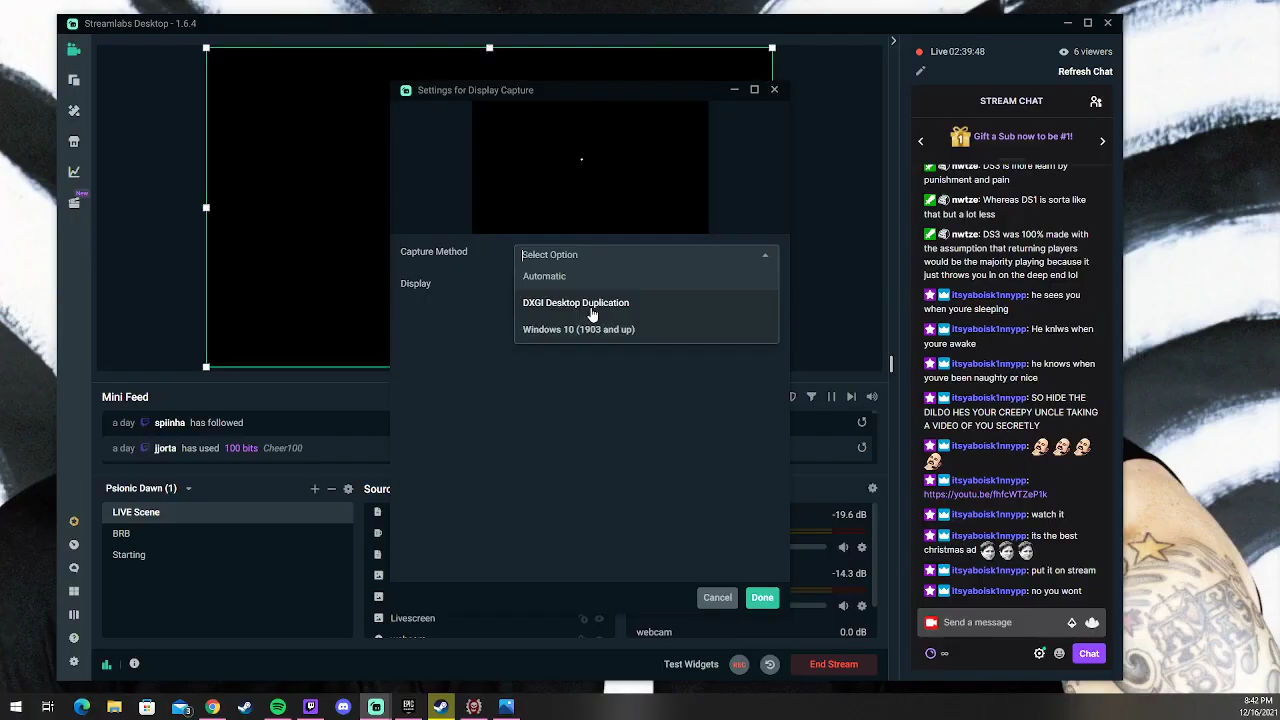 Streamlabs Desktop - 1.6.4
Live 02:39:48
6 viewers
Refresh Chat
New
Settings for Display Capture
Capture Method
Select Option
Automatic
DXGI Desktop Duplication
Windows 10 (1903 and up)
Display
Cancel
Done
STREAM CHAT
1
Gift a Sub now to be #1!
nwtze: DS3 is more learn by
punishment and pain
nwtze: Whereas DS1 is sorta like
that but a lot less
nwtze: DS3 was 100% made with
the assumption that returning players
would be the majority playing because it
just throws you in on the deep end lol
itsyaboisk1nnypp: he sees you
when youre sleeping
itsyaboisk1nnypp: He knlws when
youre awake
itsyaboisk1nnypp: he knows when
youve been naughty or nice
itsyaboisk1nnypp: SO HIDE THE
DILDO HES YOUR CREEPY UNCLE TAKING
A VIDEO OF YOU SECRETLY
itsyaboisk1nnypp:
itsyaboisk1nnypp:
https://youtu.be/fhfcWTZeP1k
itsyaboisk1nnypp: watch it
itsyaboisk1nnypp: its the best
christmas ad
itsyaboisk1nnypp: put it on stream
itsyaboisk1nnypp: no you wont
Send a message
∞
Chat
Mini Feed
a day spiinha has followed
a day jjorta has used 100 bits Cheer100
Psionic Dawn (1)
LIVE Scene
BRB
Starting
Sourc
Livescreen
webcam
-19.6 dB
-14.3 dB
webcam
0.0 dB
Test Widgets
REC
End Stream
EPIC
GAMES
8:42 PM
12/16/2021